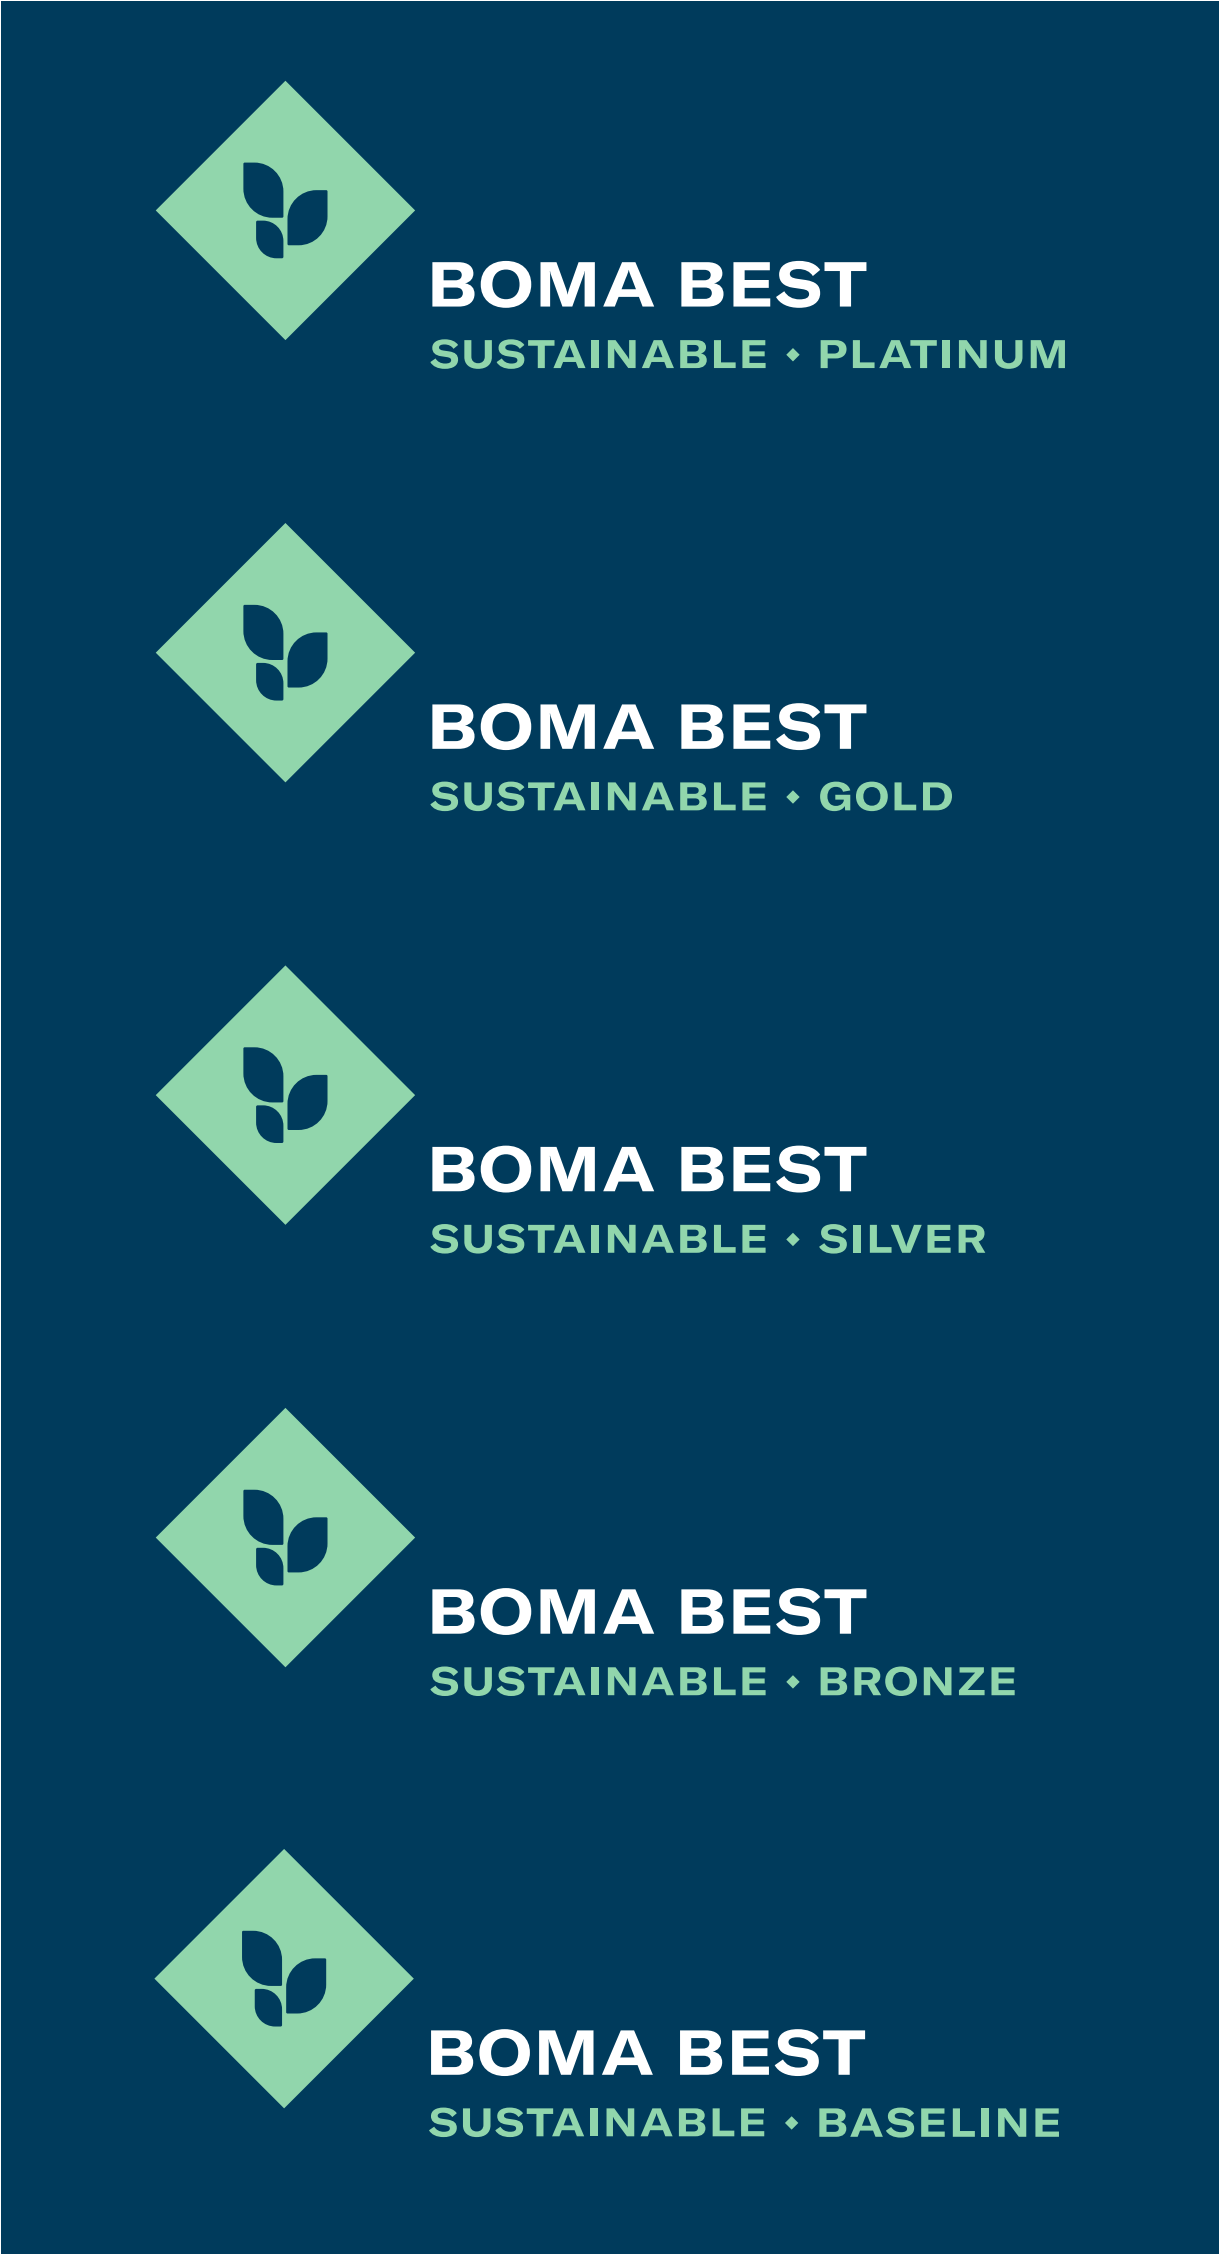 BOMA BEST
SUSTAINABLE ⬥ PLATINUM
BOMA BEST
SUSTAINABLE ⬥ GOLD
BOMA BEST
SUSTAINABLE ⬥ SILVER
BOMA BEST
SUSTAINABLE ⬥ BRONZE
BOMA BEST
SUSTAINABLE ⬥ BASELINE